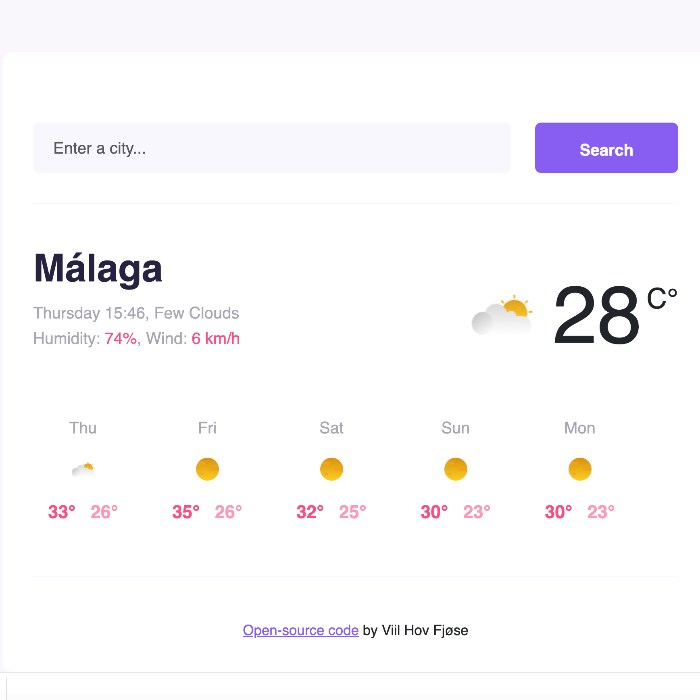 Enter a city...
Search
Málaga
Thursday 15:46, Few Clouds
Humidity: 74%, Wind: 6 km/h
28 C°
Thu Fri Sat Sun Mon
33° 26° 35° 26° 32° 25° 30° 23° 30° 23°
Open-source code by Viil Hov Fjøse